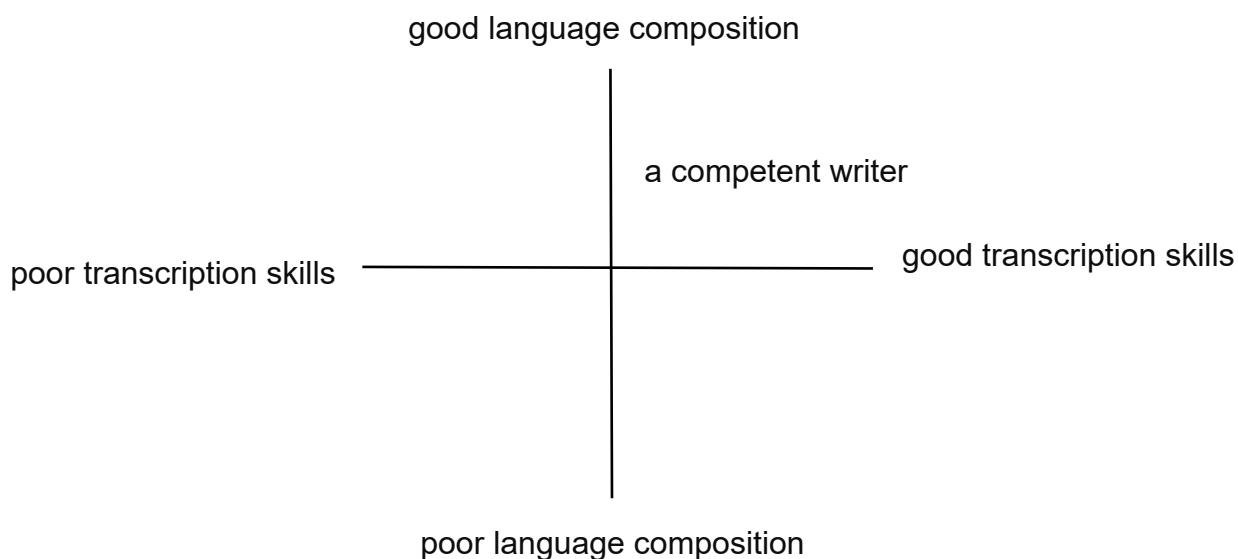 good language composition
a competent writer
good transcription skills
poor transcription skills
poor language composition